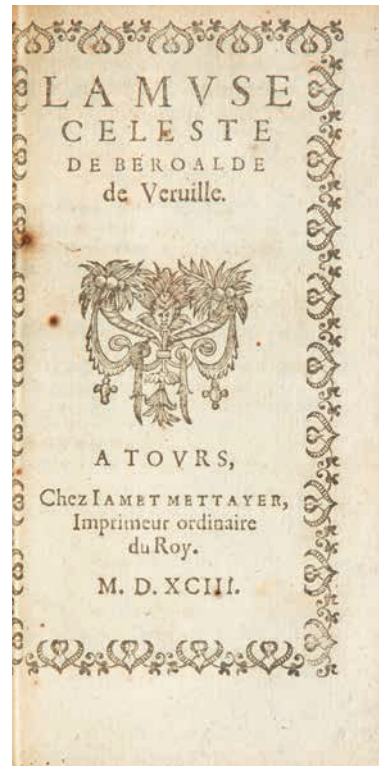 LA MVSE
CELESTE
DE BEROALDE
de Veruille.
A TOVRS,
Chez IAMET METTAYER,
Imprimeur ordinaire
du Roy.
M. D. XCIII.